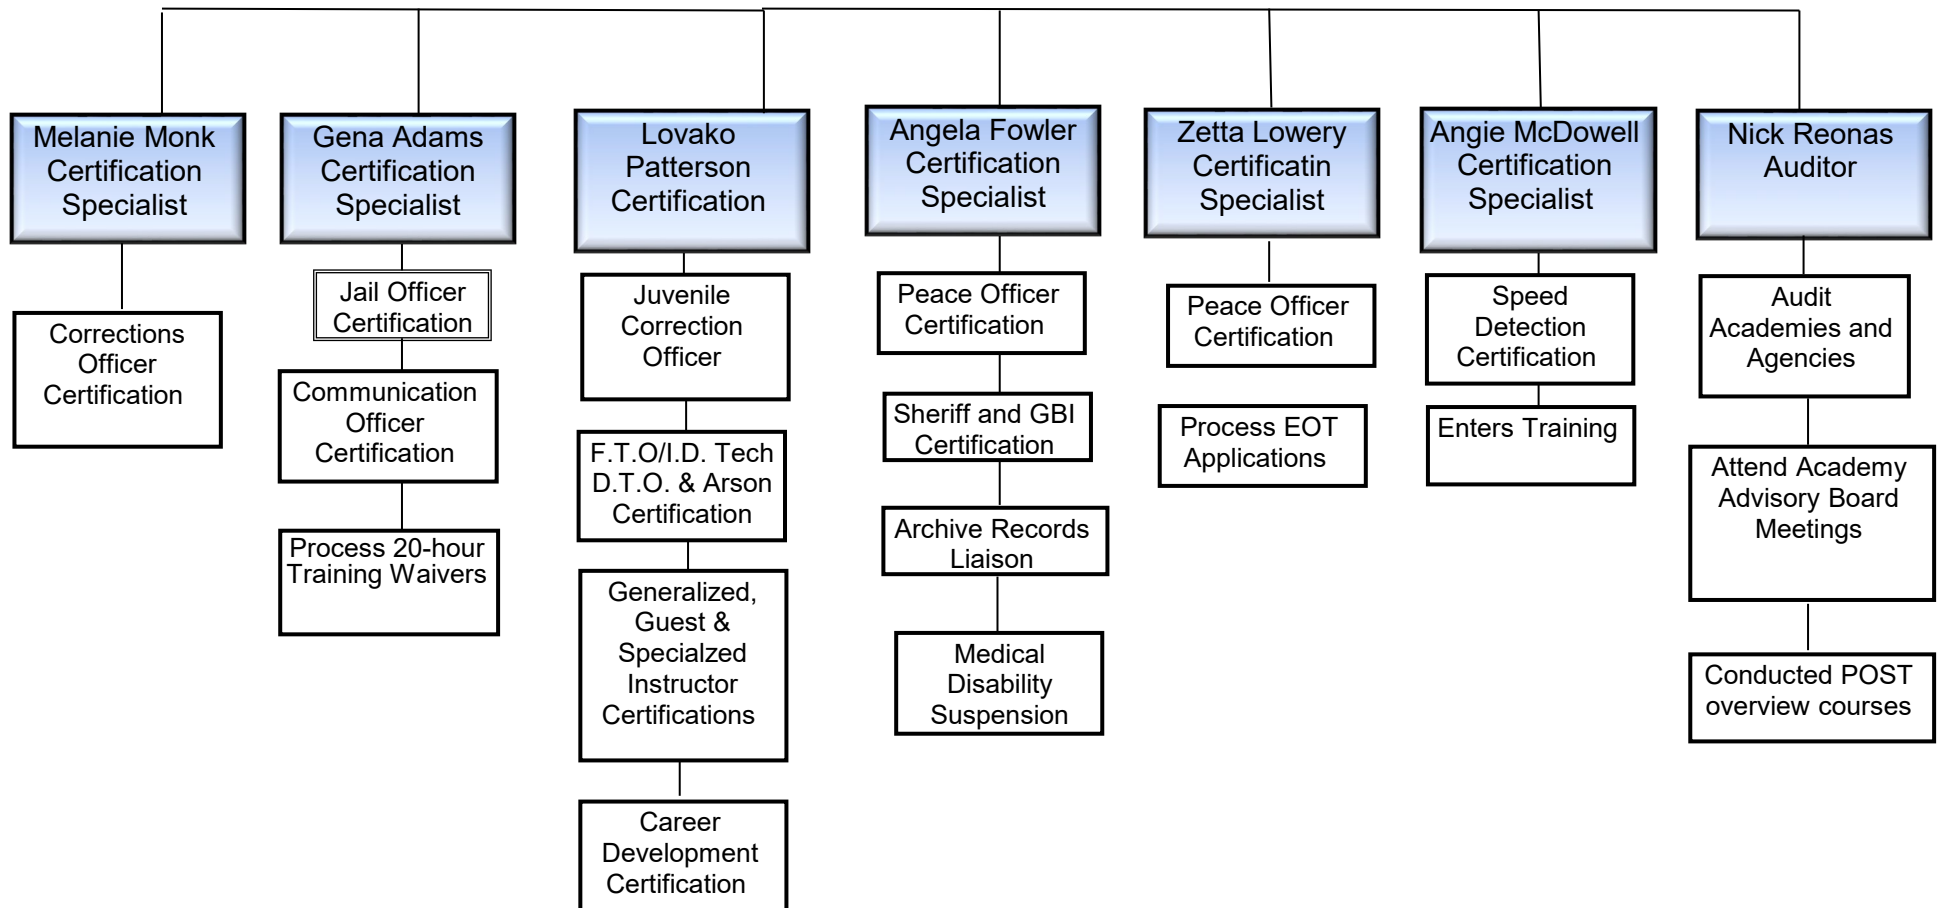 Melanie Monk
Certification
Specialist
Corrections
Officer
Certification
Gena Adams
Certification
Specialist
Jail Officer
Certification
Communication
Officer
Certification
Process 20-hour
Training Waivers
Lovako
Patterson
Certification
Juvenile
Correction
Officer
F.T.O/I.D. Tech
D.T.O. & Arson
Certification
Generalized,
Guest &
Specialzed
Instructor
Certifications
Career
Development
Certification
Angela Fowler
Certification
Specialist
Peace Officer
Certification
Sheriff and GBI
Certification
Archive Records
Liaison
Medical
Disability
Suspension
Zetta Lowery
Certificatin
Specialist
Peace Officer
Certification
Process EOT
Applications
Angie McDowell
Certification
Specialist
Speed
Detection
Certification
Enters Training
Nick Reonas
Auditor
Audit
Academies and
Agencies
Attend Academy
Advisory Board
Meetings
Conducted POST
overview courses